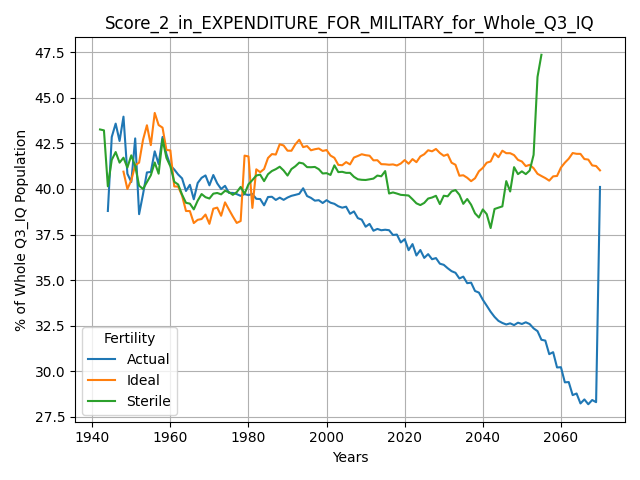 Score_2_in_EXPENDITURE_FOR_MILITARY_for_Whole_Q3_IQ
47.5
45.0
42.5
40.0
37.5
35.0
32.5
30.0
27.5
% of Whole Q3_IQ Population
Fertility
Actual
Ideal
Sterile
1940 1960 1980 2000 2020 2040 2060
Years